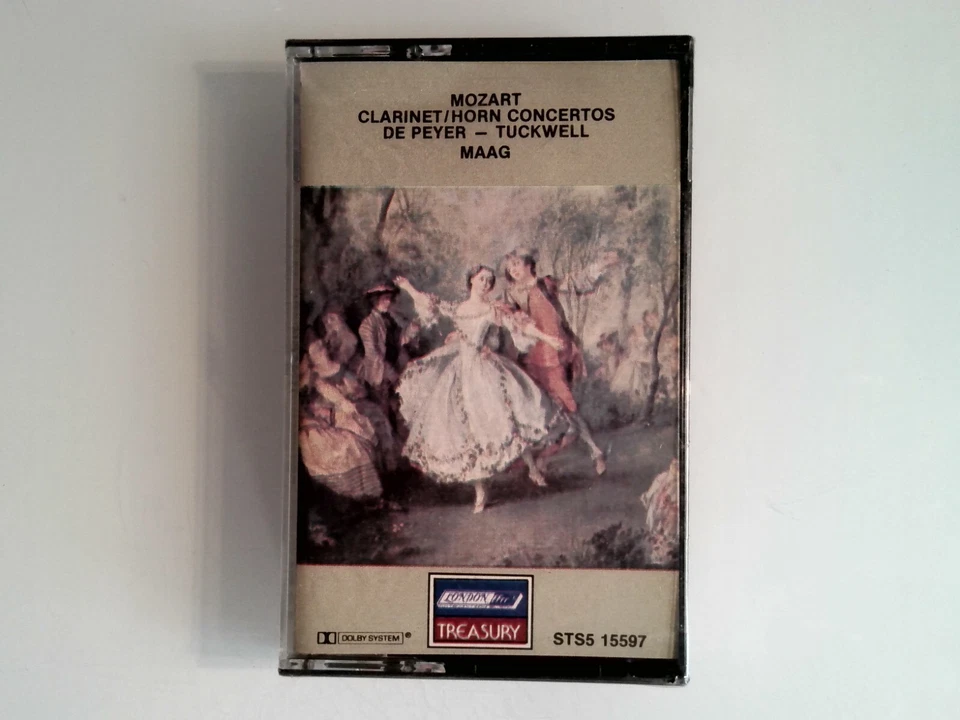 MOZART
CLARINET/HORN CONCERTOS
DE PEYER — TUCKWELL
MAAG
LONDON
TREASURY
DOLBY SYSTEM®
STS5 15597